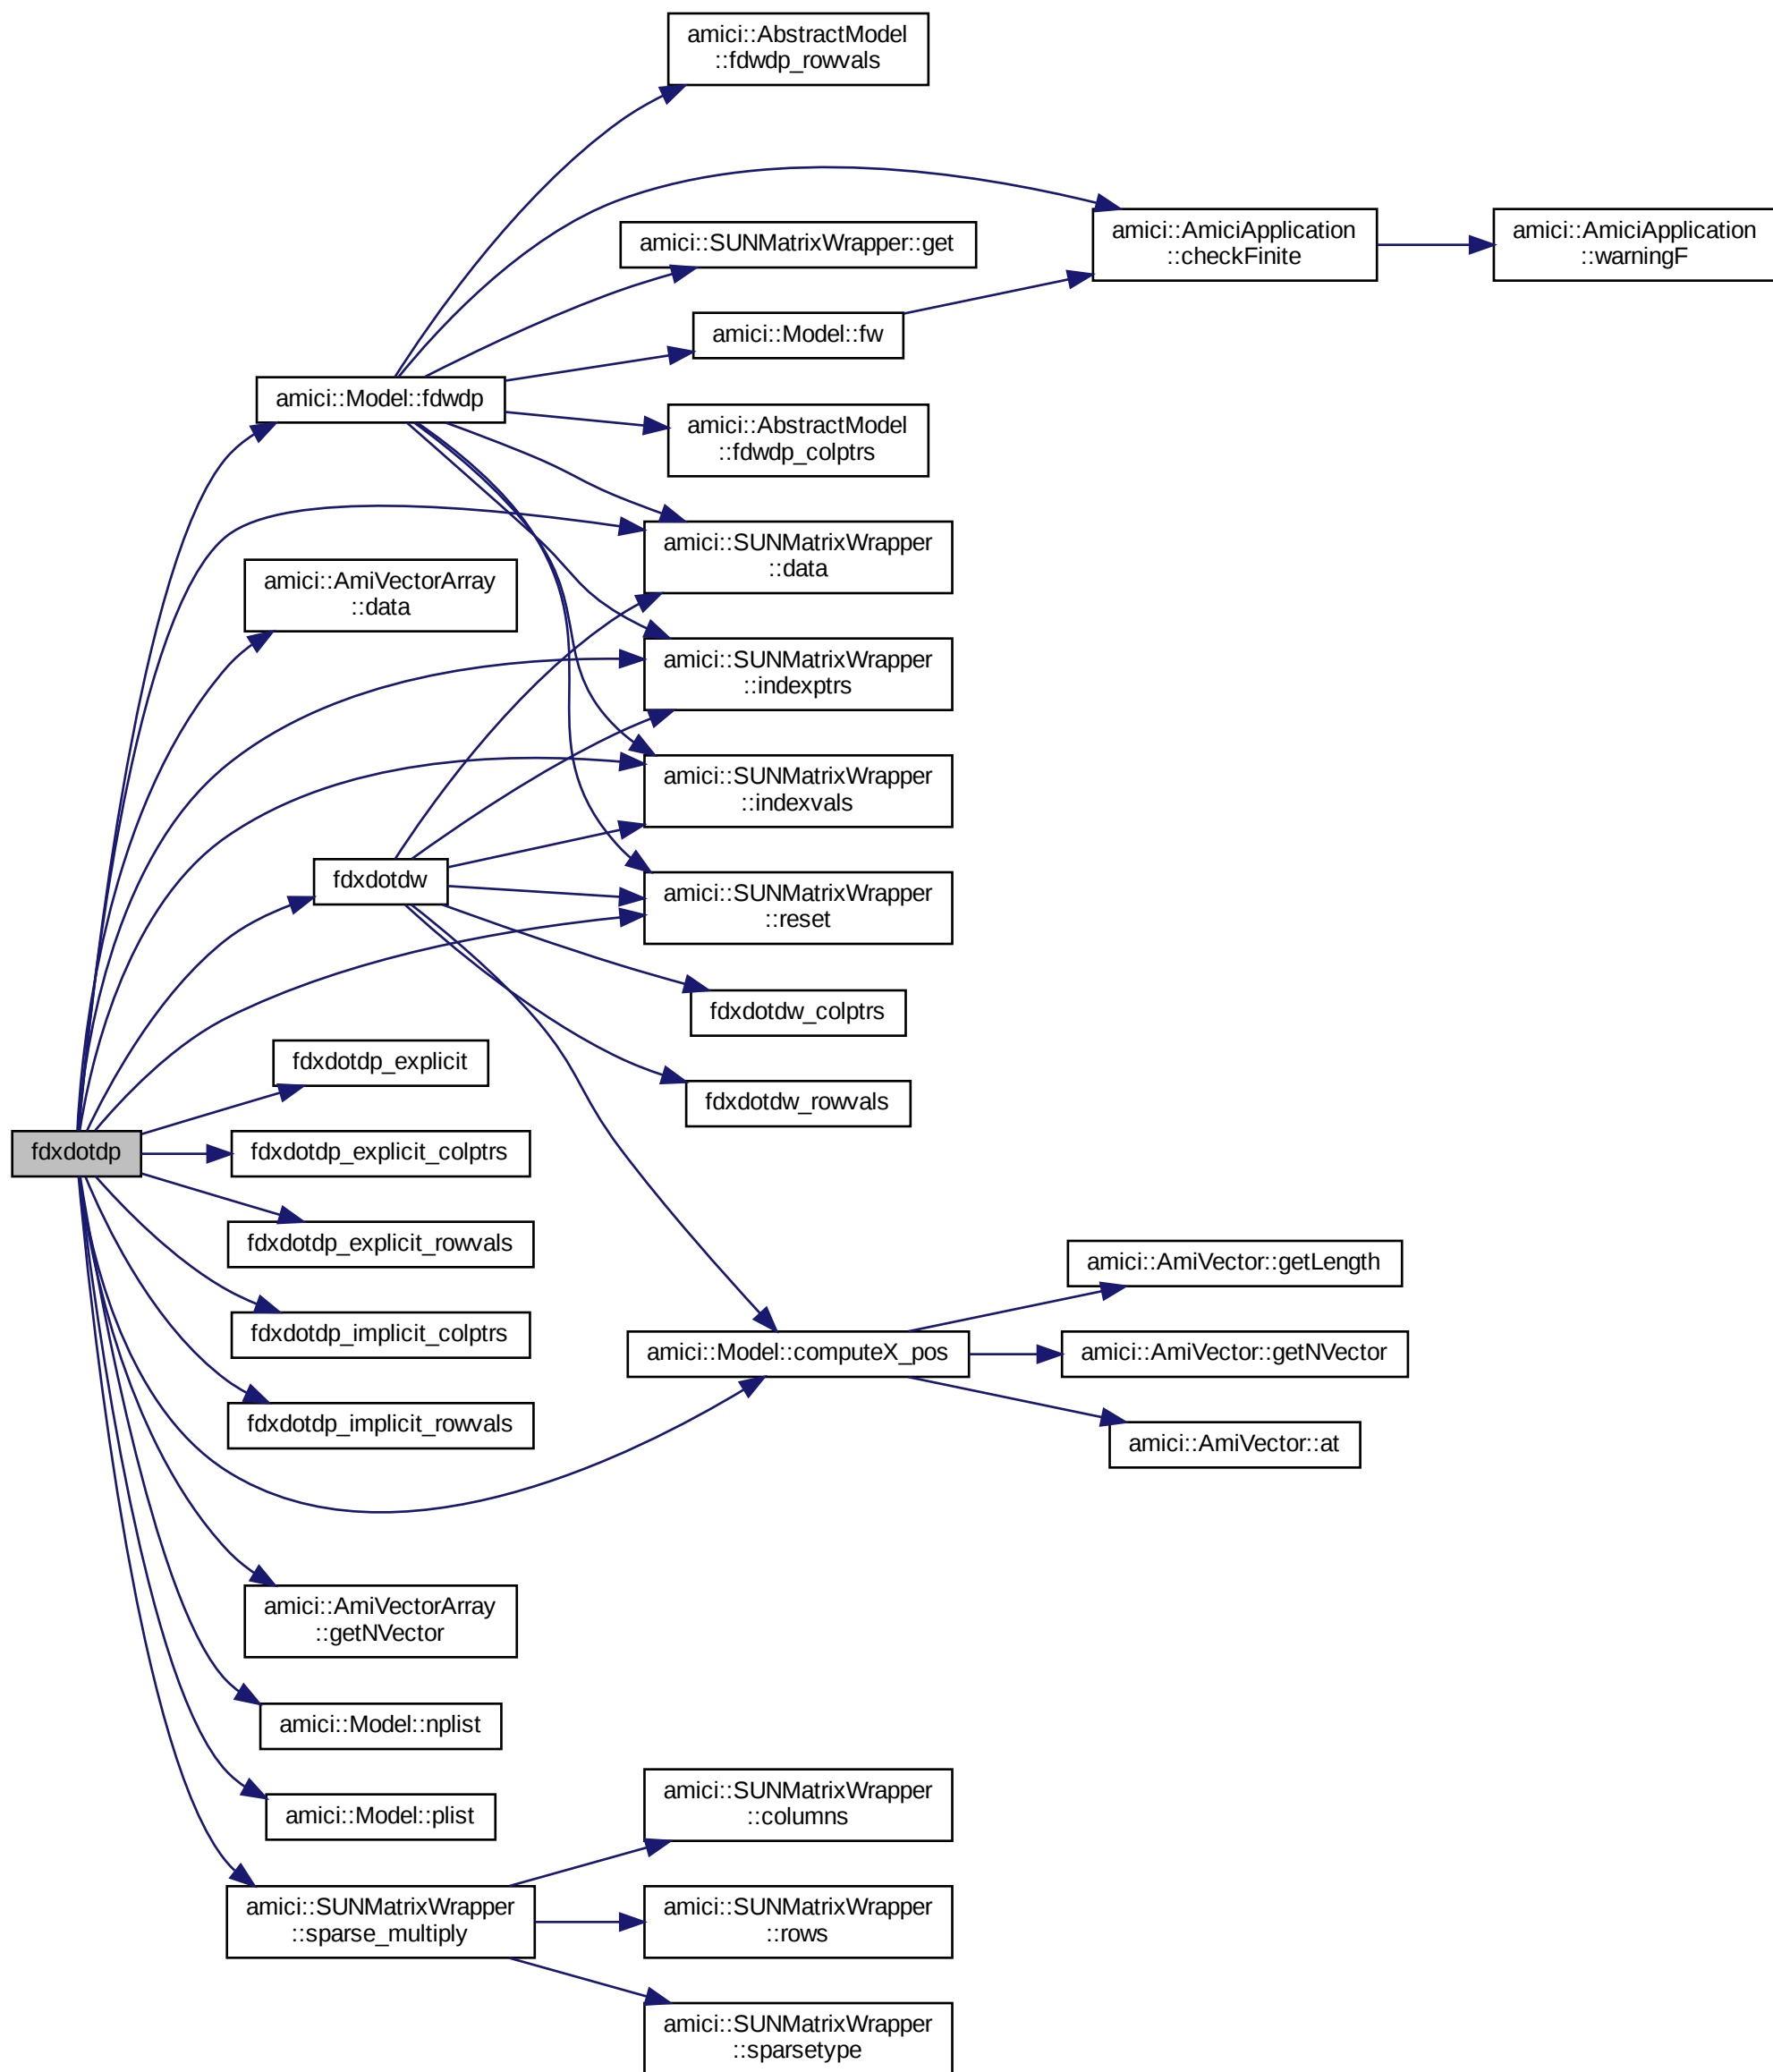 amici::AbstractModel
::fdwdp_rowvals
amici::AmiciApplication
::checkFinite
amici::AmiciApplication
::warningF
amici::SUNMatrixWrapper::get
amici::Model::fw
amici::Model::fdwdp
amici::AbstractModel
::fdwdp_colptrs
amici::SUNMatrixWrapper
::data
amici::AmiVectorArray
::data
amici::SUNMatrixWrapper
::indexptrs
amici::SUNMatrixWrapper
::indexvals
fdxdotdw
amici::SUNMatrixWrapper
::reset
fdxdotdw_colptrs
fdxdotdp_explicit
fdxdotdw_rowvals
fdxdotdp
fdxdotdp_explicit_colptrs
fdxdotdp_explicit_rowvals
amici::AmiVector::getLength
fdxdotdp_implicit_colptrs
amici::Model::computeX_pos
amici::AmiVector::getNVector
fdxdotdp_implicit_rowvals
amici::AmiVector::at
amici::AmiVectorArray
::getNVector
amici::Model::nplist
amici::Model::plist
amici::SUNMatrixWrapper
::columns
amici::SUNMatrixWrapper
::sparse_multiply
amici::SUNMatrixWrapper
::rows
amici::SUNMatrixWrapper
::sparsetype